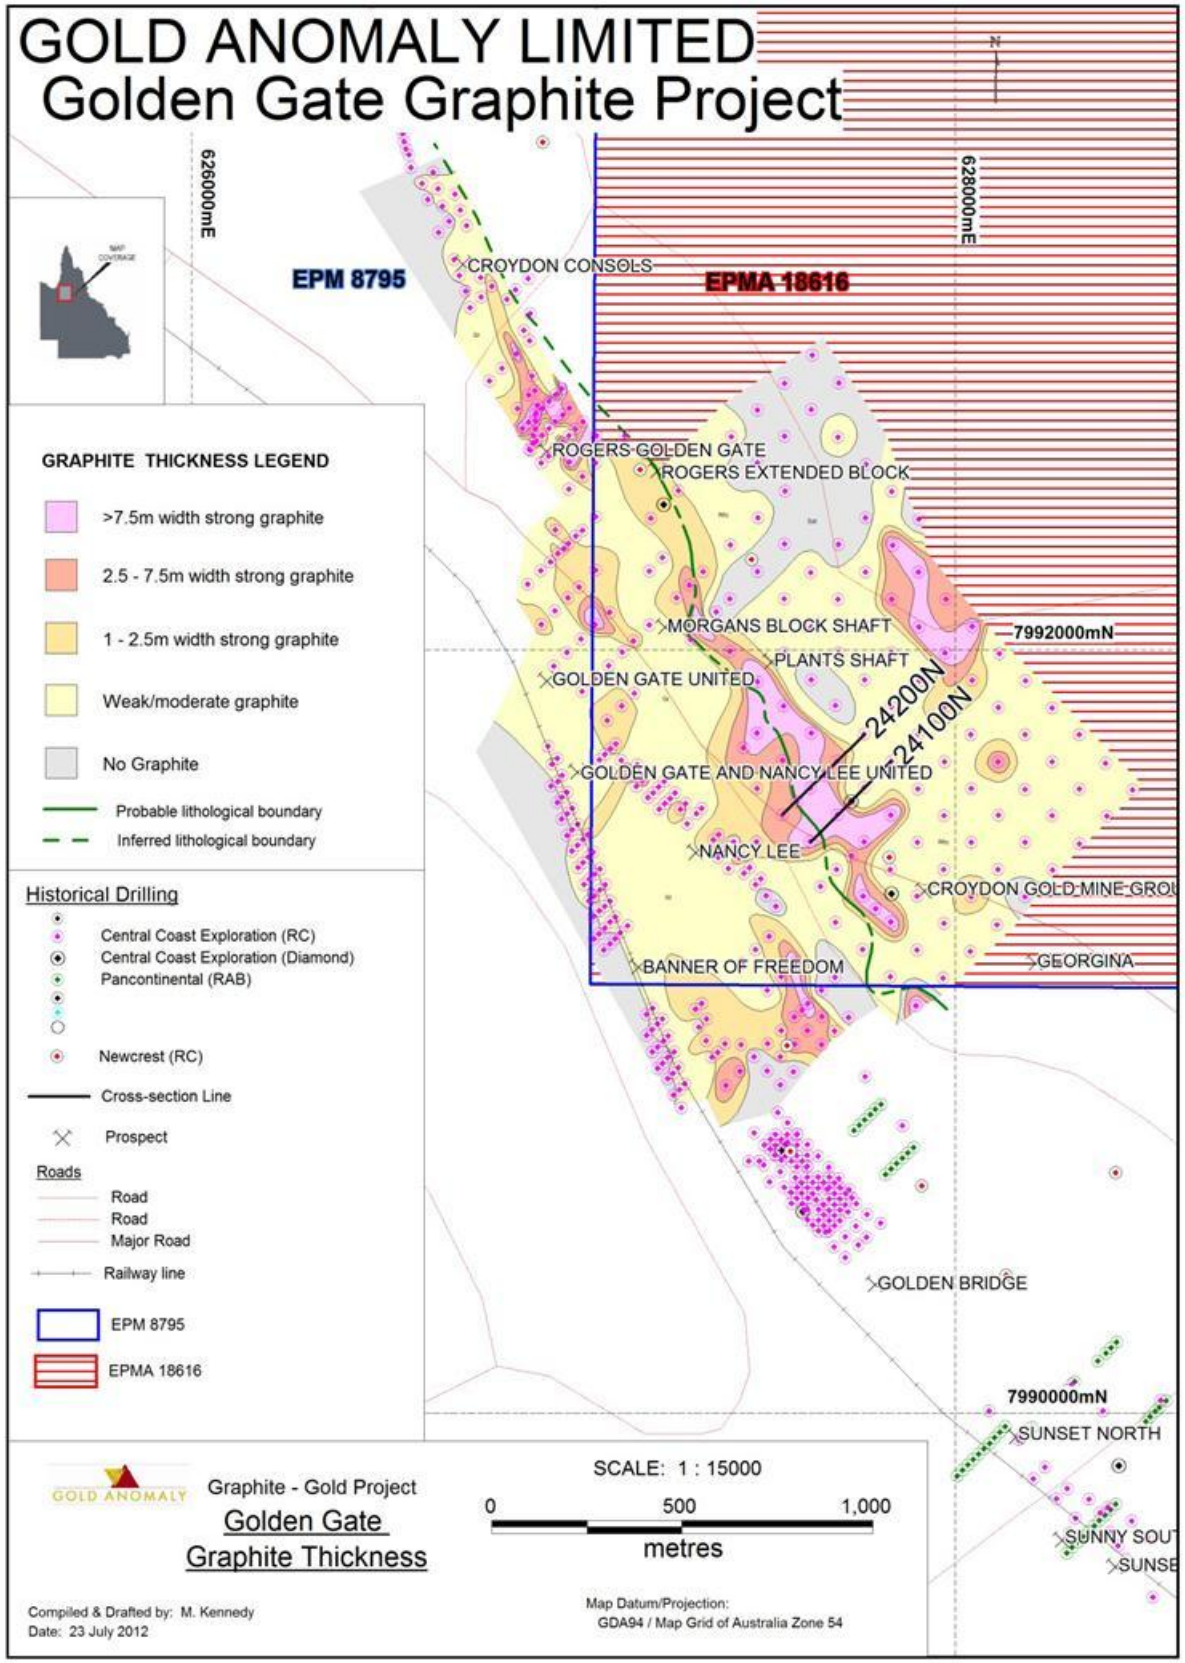 GOLD ANOMALY LIMITED
Golden Gate Graphite Project
N
626000mE
628000mE
MAP
COVERAGE
EPM 8795
EPMA 18616
CROYDON CONSOLS
ROGERS GOLDEN GATE
ROGERS EXTENDED BLOCK
MORGANS BLOCK SHAFT
7992000mN
PLANTS SHAFT
GOLDEN GATE UNITED
24200N
24100N
GOLDEN GATE AND NANCY LEE UNITED
NANCY LEE
CROYDON GOLD MINE GROU
BANNER OF FREEDOM
GEORGINA
GOLDEN BRIDGE
7990000mN
SUNSET NORTH
SUNNY SOUT
SUNSE
GRAPHITE THICKNESS LEGEND
>7.5m width strong graphite
2.5 - 7.5m width strong graphite
1 - 2.5m width strong graphite
Weak/moderate graphite
No Graphite
Probable lithological boundary
Inferred lithological boundary
Historical Drilling
Central Coast Exploration (RC)
Central Coast Exploration (Diamond)
Pancontinental (RAB)
Newcrest (RC)
Cross-section Line
Prospect
Roads
Road
Road
Major Road
Railway line
EPM 8795
EPMA 18616
GOLD ANOMALY
Graphite - Gold Project
Golden Gate
Graphite Thickness
Compiled & Drafted by: M. Kennedy
Date: 23 July 2012
SCALE: 1 : 15000
0 500 1,000
metres
Map Datum/Projection:
GDA94 / Map Grid of Australia Zone 54